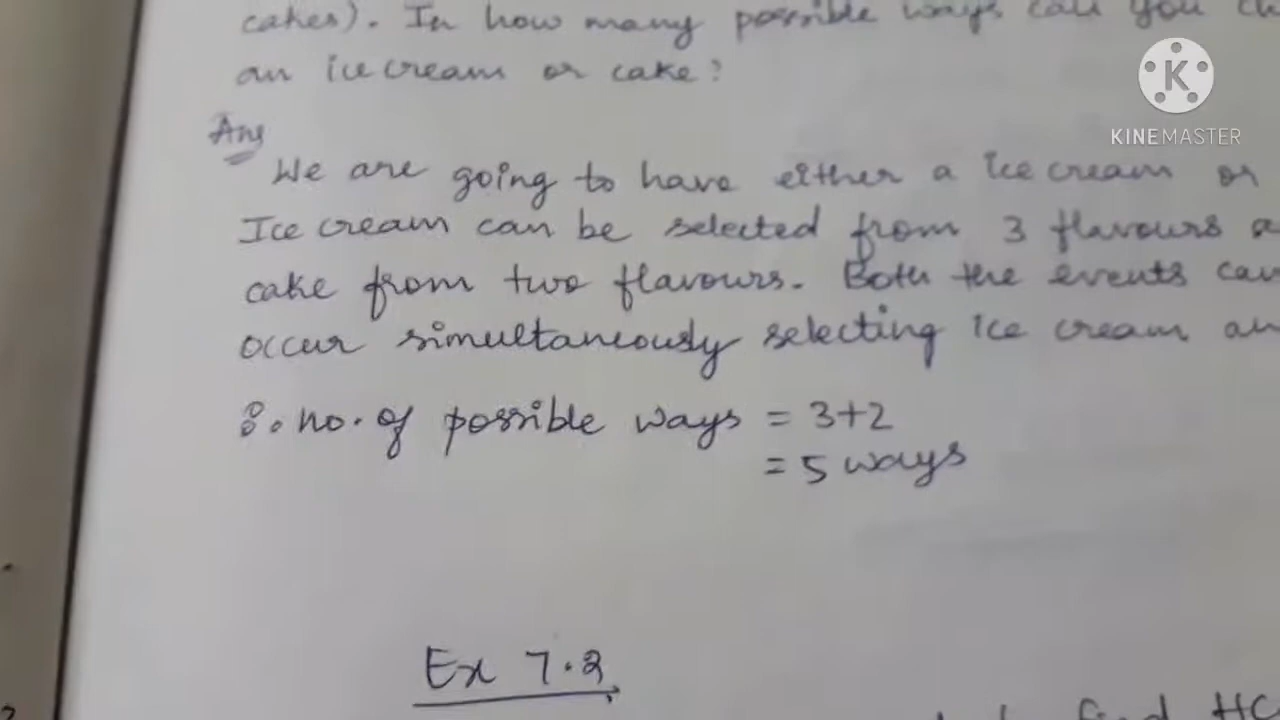 cakes). In how many possible ways can you
an ice cream or cake?
K
KINEMASTER
Ans
We are going to have either a Ice cream or
Ice cream can be selected from 3 flavours
cake from two flavours. Both the events
occur simultaneously selecting Ice cream
∴ no. of possible ways = 3+2
= 5 ways
Ex 7.2
find